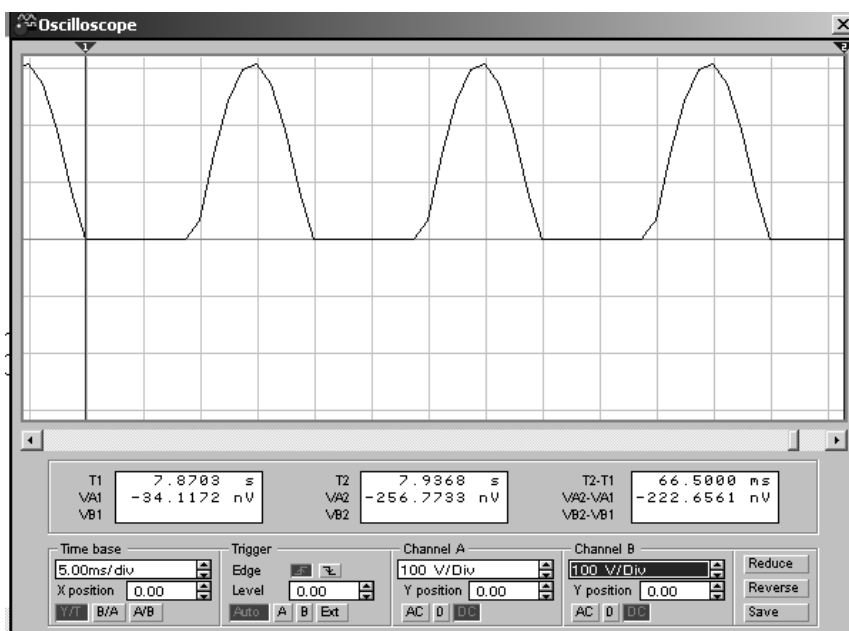 Oscilloscope
1
2
T1 7.8703 s
VA1 -34.1172 nV
VB1
T2 7.9368 s
VA2 -256.7733 nV
VB2
T2-T1 66.5000 ms
VA2-VA1 -222.6561 nV
VB2-VB1
Time base
5.00ms/div
X position 0.00
Y/T B/A A/B
Trigger
Edge
Level 0.00
Auto A B Ext
Channel A
100 V/Div
Y position 0.00
AC 0 DC
Channel B
100 V/Div
Y position 0.00
AC 0 DC
Reduce
Reverse
Save